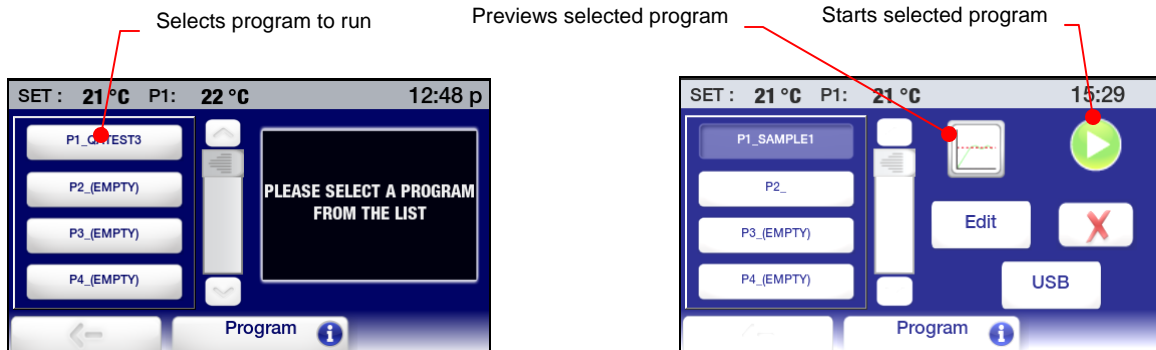 Selects program to run
Previews selected program
Starts selected program
SET : 21 °C P1: 22 °C 12:48 p
P1_QATEST3
P2_(EMPTY)
P3_(EMPTY)
P4_(EMPTY)
PLEASE SELECT A PROGRAM
FROM THE LIST
Program i
SET : 21 °C P1: 21 °C 15:29
P1_SAMPLE1
P2_
P3_(EMPTY)
P4_(EMPTY)
Edit
X
USB
Program i